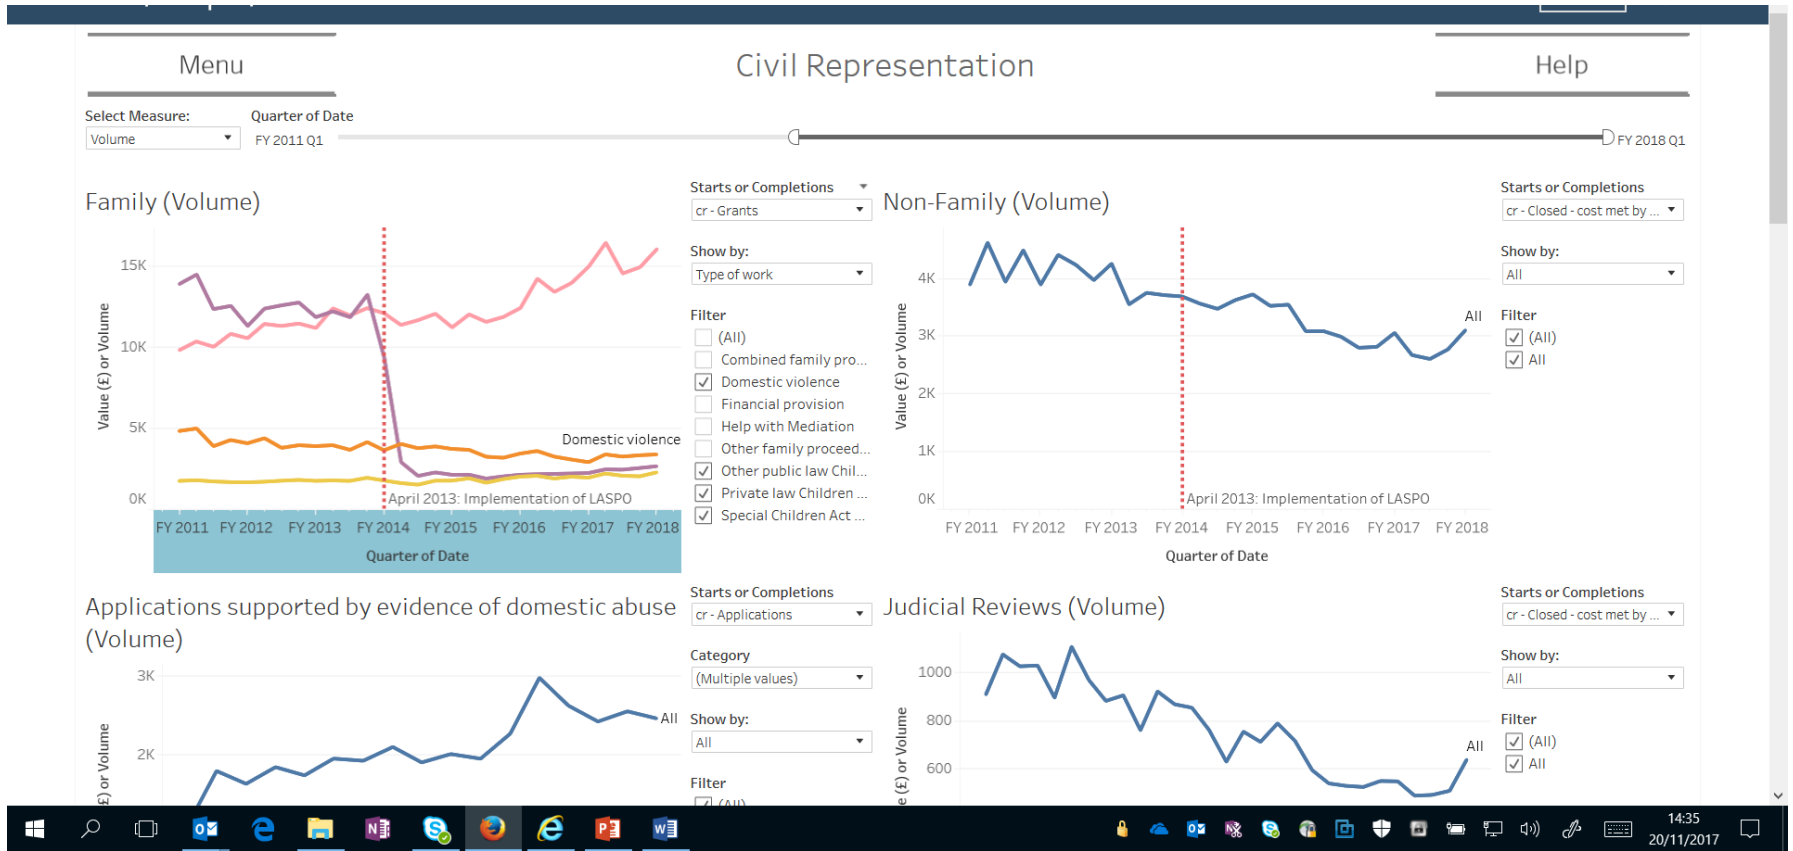 Menu
Civil Representation
Help
Select Measure:
Quarter of Date
Volume
FY 2011 Q1
FY 2018 Q1
Family (Volume)
Starts or Completions
cr - Grants
Show by:
Type of work
Filter
(All)
Combined family pro...
Domestic violence
Financial provision
Help with Mediation
Other family proceed...
Other public law Chil...
Private law Children ...
Special Children Act ...
Value (£) or Volume
15K
10K
5K
0K
Domestic violence
April 2013: Implementation of LASPO
FY 2011 FY 2012 FY 2013 FY 2014 FY 2015 FY 2016 FY 2017 FY 2018
Quarter of Date
Non-Family (Volume)
Starts or Completions
cr - Closed - cost met by ...
Show by:
All
Filter
(All)
All
Value (£) or Volume
4K
3K
2K
1K
0K
All
April 2013: Implementation of LASPO
FY 2011 FY 2012 FY 2013 FY 2014 FY 2015 FY 2016 FY 2017 FY 2018
Quarter of Date
Applications supported by evidence of domestic abuse
(Volume)
Starts or Completions
cr - Applications
Category
(Multiple values)
Show by:
All
Filter
(All)
3K
2K
(£) or Volume
All
Judicial Reviews (Volume)
Starts or Completions
cr - Closed - cost met by ...
Show by:
All
Filter
(All)
All
1000
800
600
(£) or Volume
All
14:35
20/11/2017